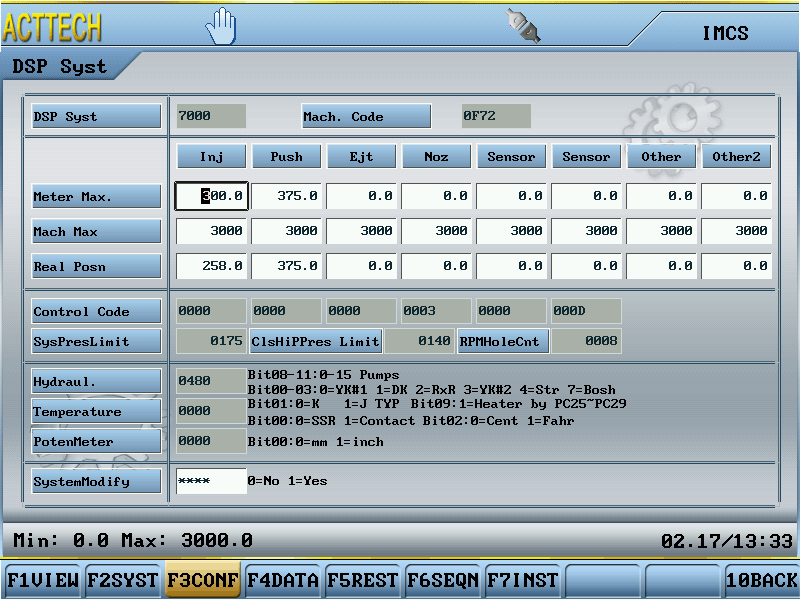 ACTTECH
IMCS
DSP Syst
DSP Syst 7000 Mach. Code 0F72
Inj Push Ejt Noz Sensor Sensor Other Other2
Meter Max. 300.0 375.0 0.0 0.0 0.0 0.0 0.0 0.0
Mach Max 3000 3000 3000 3000 3000 3000 3000 3000
Real Posn 258.0 375.0 0.0 0.0 0.0 0.0 0.0 0.0
Control Code 0000 0000 0000 0003 0000 000D
SysPresLimit 0175 ClsHiPPres Limit 0140 RPMHoleCnt 0008
Hydraul. 0480 Bit08-11:0-15 Pumps
Bit00-03:0=YK#1 1=DK 2=RxR 3=YK#2 4=Str 7=Bosh
Temperature 0000 Bit01:0=K 1=J TYP Bit09:1=Heater by PC25~PC29
Bit00:0=SSR 1=Contact Bit02:0=Cent 1=Fahr
PotenMeter 0000 Bit00:0=mm 1=inch
SystemModify **** 0=No 1=Yes
Min: 0.0 Max: 3000.0 02.17/13:33
F1VIEW F2SYST F3CONF F4DATA F5REST F6SEQN F7INST 10BACK